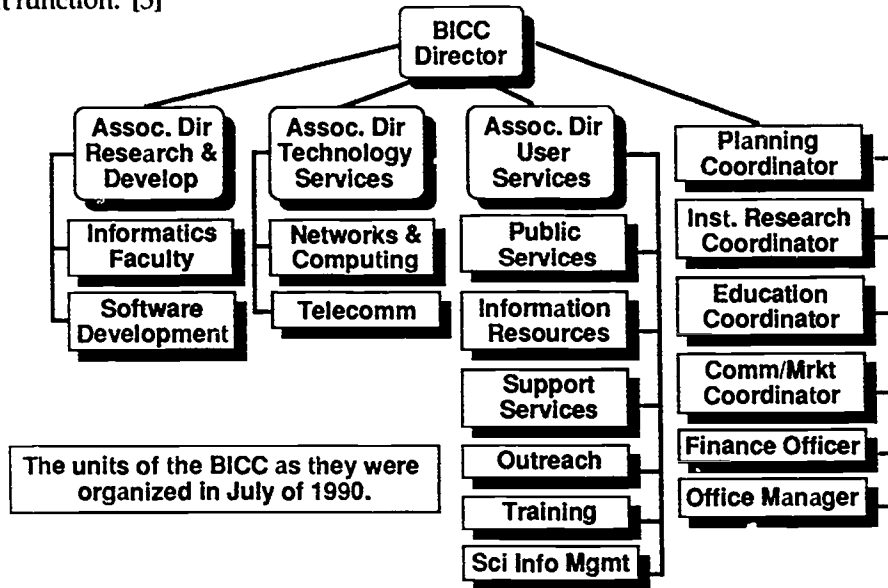 function. [5]
BICC
Director
Assoc. Dir
Research &
Develop
Informatics
Faculty
Software
Development
Assoc. Dir
Technology
Services
Networks &
Computing
Telecomm
Assoc. Dir
User
Services
Public
Services
Information
Resources
Support
Services
Outreach
Training
Sci Info Mgmt
Planning
Coordinator
Inst. Research
Coordinator
Education
Coordinator
Comm/Mrkt
Coordinator
Finance Officer
Office Manager
The units of the BICC as they were
organized in July of 1990.